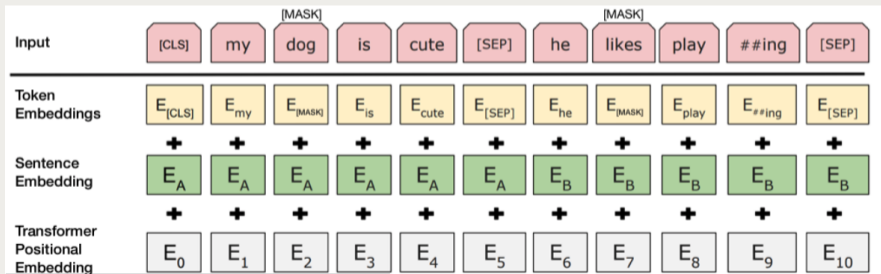 [MASK] [MASK]
Input [CLS] my dog is cute [SEP] he likes play ##ing [SEP]
Token
Embeddings
E[CLS] Emy E[MASK] Eis Ecute E[SEP] Ehe E[MASK] Eplay E##ing E[SEP]
+ + + + + + + + + + +
Sentence
Embedding
EA EA EA EA EA EA EB EB EB EB EB
+ + + + + + + + + + +
Transformer
Positional
Embedding
E0 E1 E2 E3 E4 E5 E6 E7 E8 E9 E10